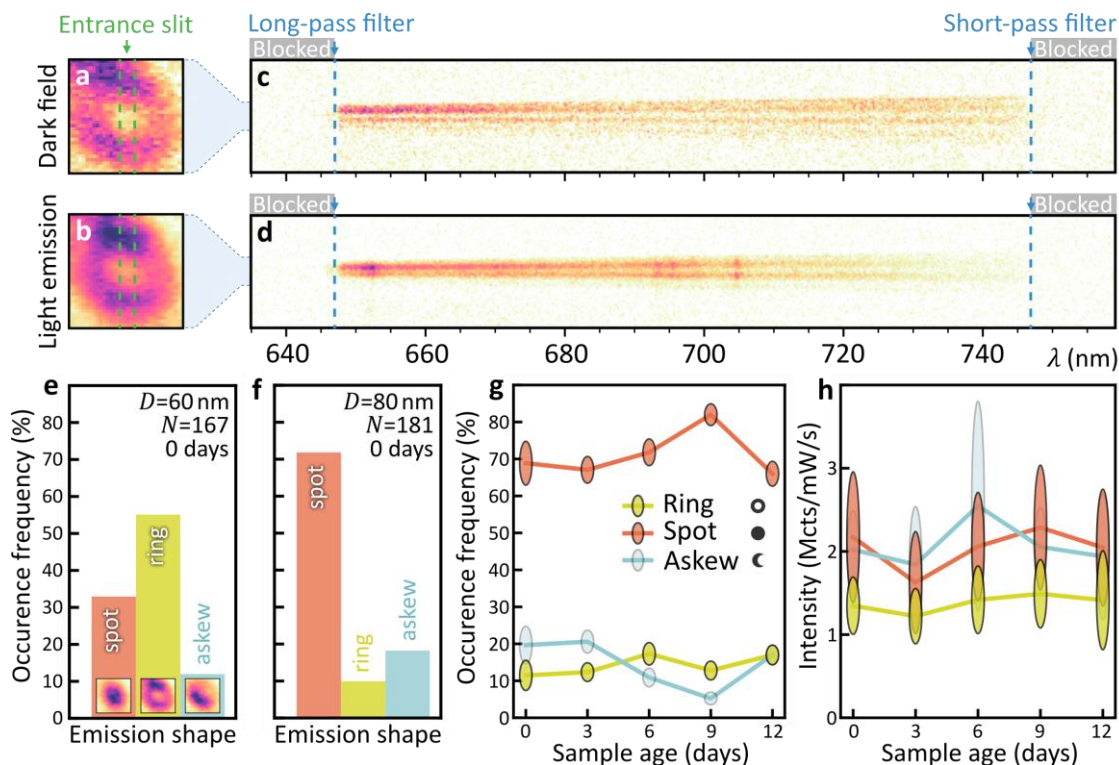 Entrance slit
Long-pass filter
Short-pass filter
Blocked
Blocked
Dark field
a
c
Blocked
Blocked
Light emission
b
d
640
660
680
700
720
740
λ (nm)
e
D=60 nm
N=167
0 days
Occurence frequency (%)
80
70
60
50
40
30
20
10
0
spot
ring
askew
Emission shape
f
D=80 nm
N=181
0 days
spot
ring
askew
Emission shape
g
Occurence frequency (%)
80
70
60
50
40
30
20
10
0
Ring
Spot
Askew
0
3
6
9
12
Sample age (days)
h
Intensity (Mcts/mW/s)
3
2
1
0
0
3
6
9
12
Sample age (days)